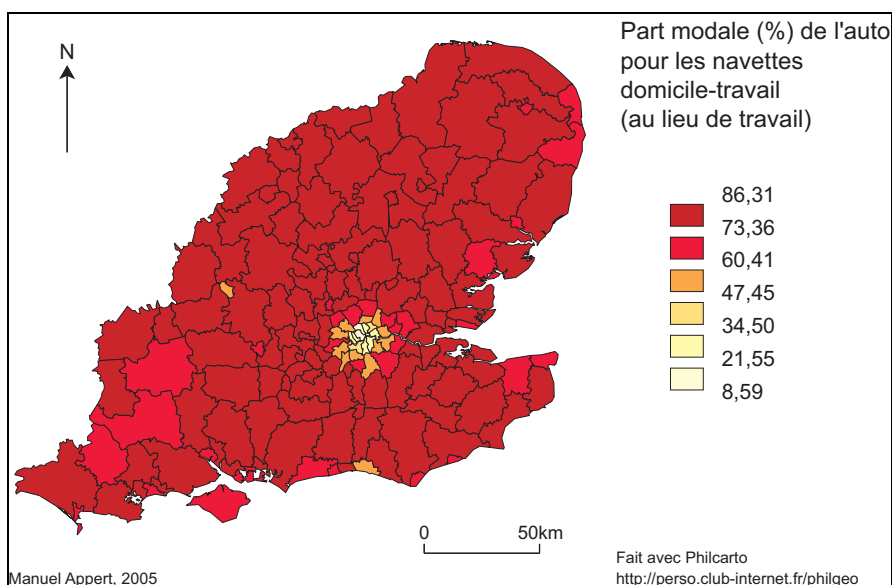 Part modale (%) de l'auto
pour les navettes
domicile-travail
(au lieu de travail)
N
86,31
73,36
60,41
47,45
34,50
21,55
8,59
0 50km
Fait avec Philcarto
Manuel Appert, 2005
http://perso.club-internet.fr/philgeo